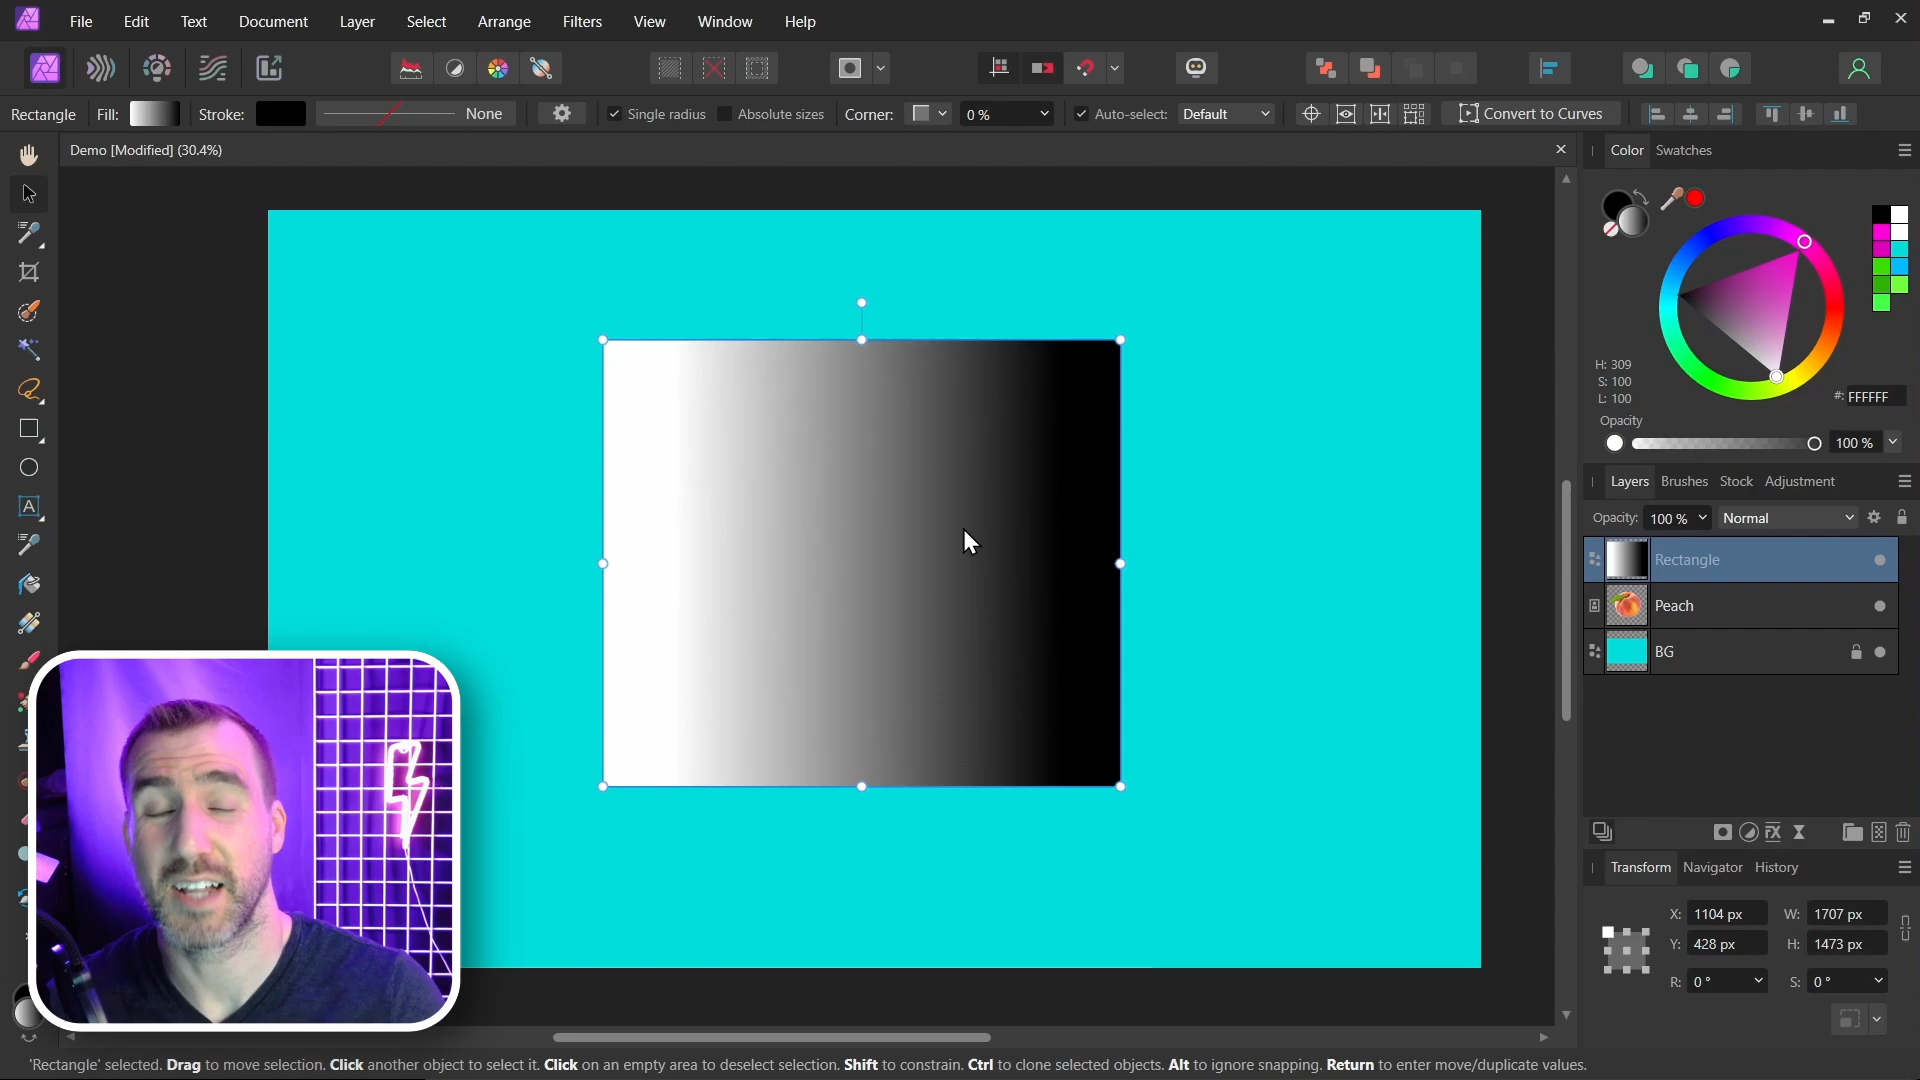 File Edit Text Document Layer Select Arrange Filters View Window Help
Rectangle Fill: Stroke: None Single radius Absolute sizes Corner: 0 % Auto-select: Default Convert to Curves
Demo [Modified] (30.4%)
Color Swatches
H: 309
S: 100
L: 100
#: FFFFFF
Opacity
100 %
Layers Brushes Stock Adjustment
Opacity: 100 % Normal
Rectangle
Peach
BG
A
Transform Navigator History
X: 1104 px W: 1707 px
Y: 428 px H: 1473 px
R: 0 ° S: 0 °
'Rectangle' selected. Drag to move selection. Click another object to select it. Click on an empty area to deselect selection. Shift to constrain. Ctrl to clone selected objects. Alt to ignore snapping. Return to enter move/duplicate values.